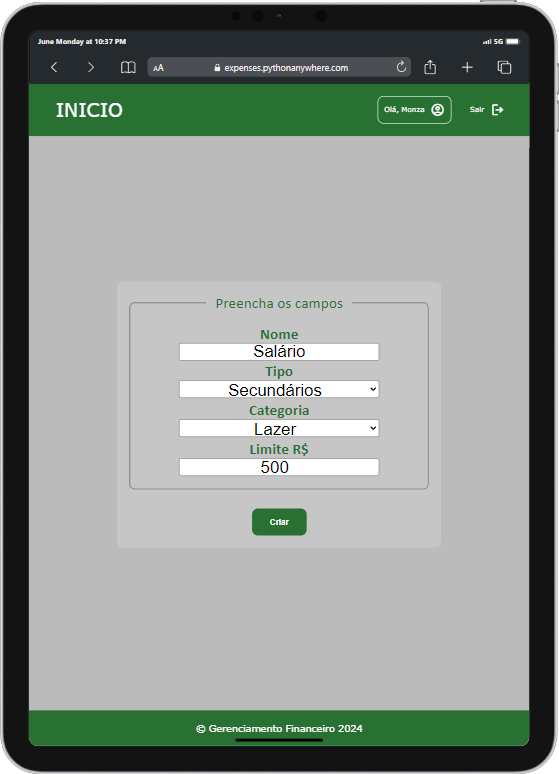 June Monday at 10:37 PM
5G
AA
expenses.pythonanywhere.com
INICIO
Olá, Monza
Sair
Preencha os campos
Nome
Salário
Tipo
Secundários
Categoria
Lazer
Limite R$
500
Criar
© Gerenciamento Financeiro 2024